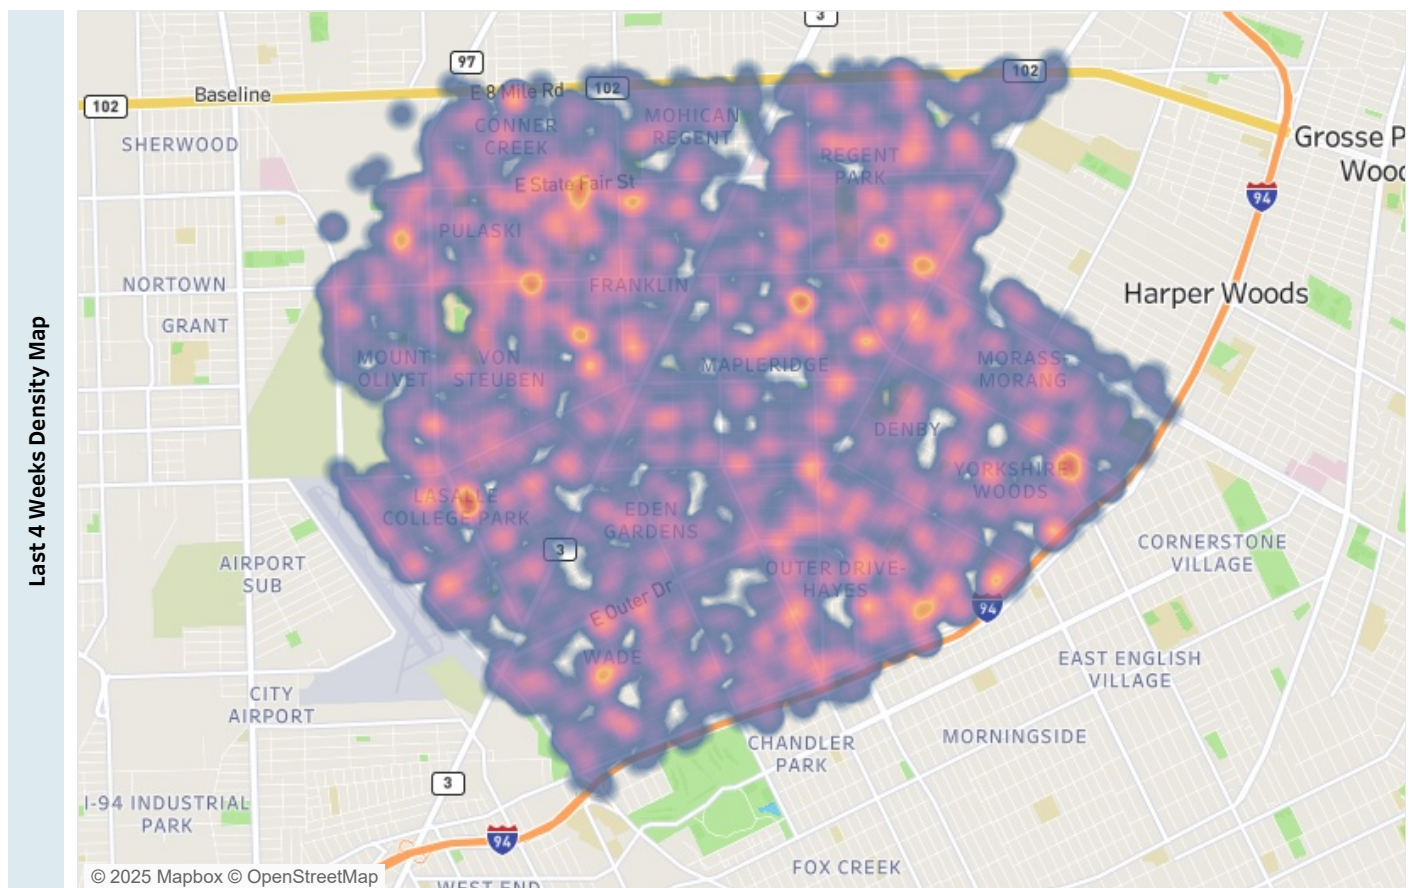 Last 4 Weeks Density Map
3
97
102
E 8 Mile Rd
102
Baseline
102
SHERWOOD
CONNER
CREEK
MOHICAN
REGENT
REGENT
PARK
Grosse P
Wood
94
E State Fair St
PULASKI
NORTOWN
FRANKLIN
Harper Woods
GRANT
MOUNT
OLIVET
VON
STEUBEN
MAPLERIDGE
MORASS-
MORANG
DENBY
YORKSHIRE
WOODS
LASALLE
COLLEGE PARK
EDEN
GARDENS
3
AIRPORT
SUB
OUTER DRIVE-
HAYES
CORNERSTONE
VILLAGE
E Outer Dr
94
WADE
EAST ENGLISH
VILLAGE
CITY
AIRPORT
CHANDLER
PARK
MORNINGSIDE
3
I-94 INDUSTRIAL
PARK
94
FOX CREEK
© 2025 Mapbox © OpenStreetMap
WEST END